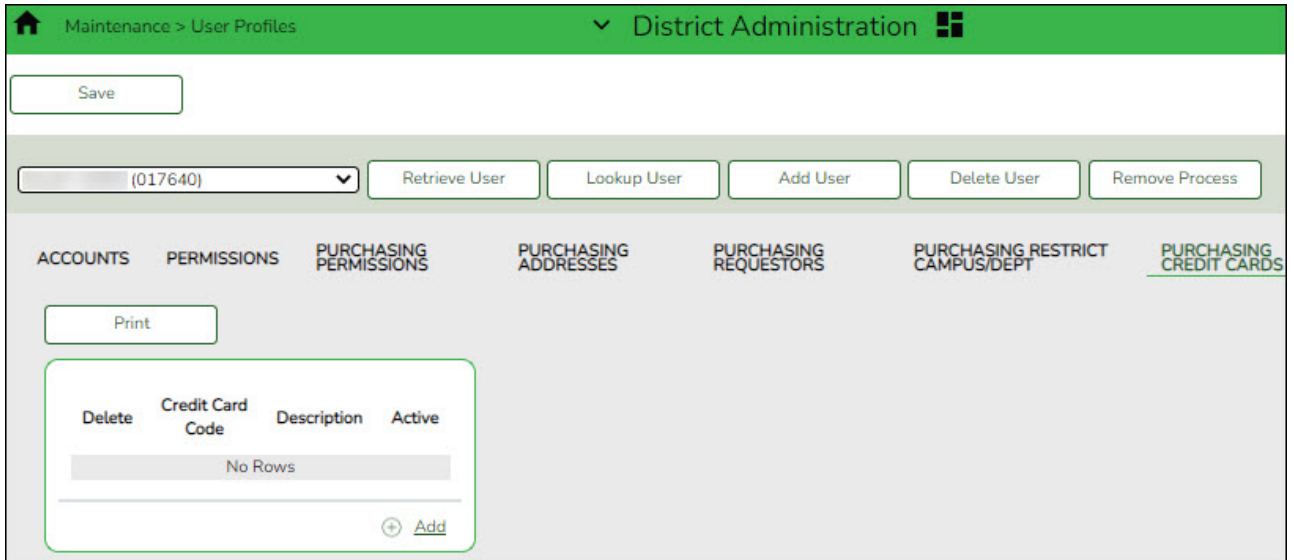 Maintenance > User Profiles
District Administration
Save
(017640)
Retrieve User
Lookup User
Add User
Delete User
Remove Process
ACCOUNTS
PERMISSIONS
PURCHASING
PERMISSIONS
PURCHASING
ADDRESSES
PURCHASING
REQUESTORS
PURCHASING RESTRICT
CAMPUS/DEPT
PURCHASING
CREDIT CARDS
Print
Delete
Credit Card
Code
Description
Active
No Rows
Add